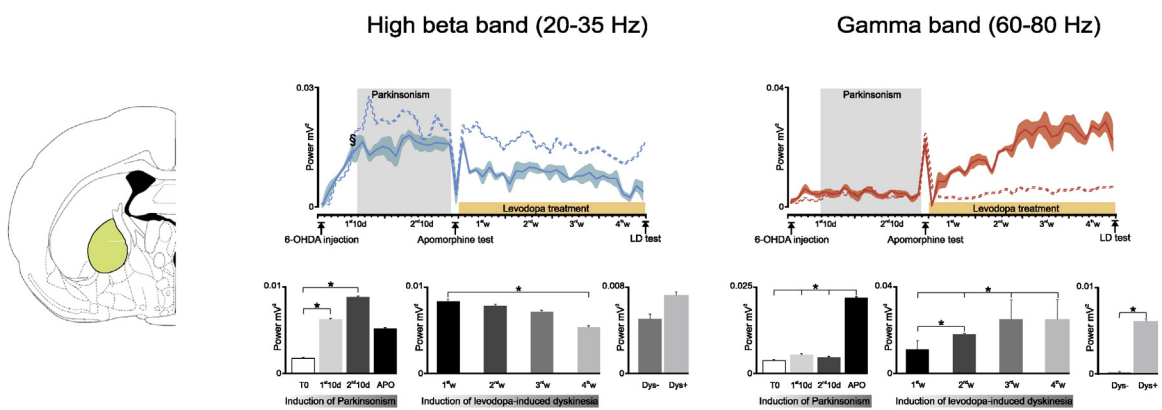 High beta band (20-35 Hz)
Gamma band (60-80 Hz)
0.03
Parkinsonism
§
Power mV²
0
Levodopa treatment
1ˢᵗ10d
2ⁿᵈ10d
1ˢᵗw
2ⁿᵈw
3ʳᵈw
4ᵗʰw
6-OHDA injection
Apomorphine test
LD test
0.04
Parkinsonism
Power mV²
0
Levodopa treatment
1ˢᵗ10d
2ⁿᵈ10d
1ˢᵗw
2ⁿᵈw
3ʳᵈw
4ᵗʰw
6-OHDA injection
Apomorphine test
LD test
0.01
Power mV²
0
*
*
T0
1ˢᵗ10d
2ⁿᵈ10d
APO
Induction of Parkinsonism
0.01
Power mV²
0
*
1ˢᵗw
2ⁿᵈw
3ʳᵈw
4ᵗʰw
Induction of levodopa-induced dyskinesia
0.008
Power mV²
0
Dys-
Dys+
0.025
Power mV²
0
*
T0
1ˢᵗ10d
2ⁿᵈ10d
APO
Induction of Parkinsonism
0.04
Power mV²
0
*
*
1ˢᵗw
2ⁿᵈw
3ʳᵈw
4ᵗʰw
Induction of levodopa-induced dyskinesia
0.01
Power mV²
0
*
Dys-
Dys+